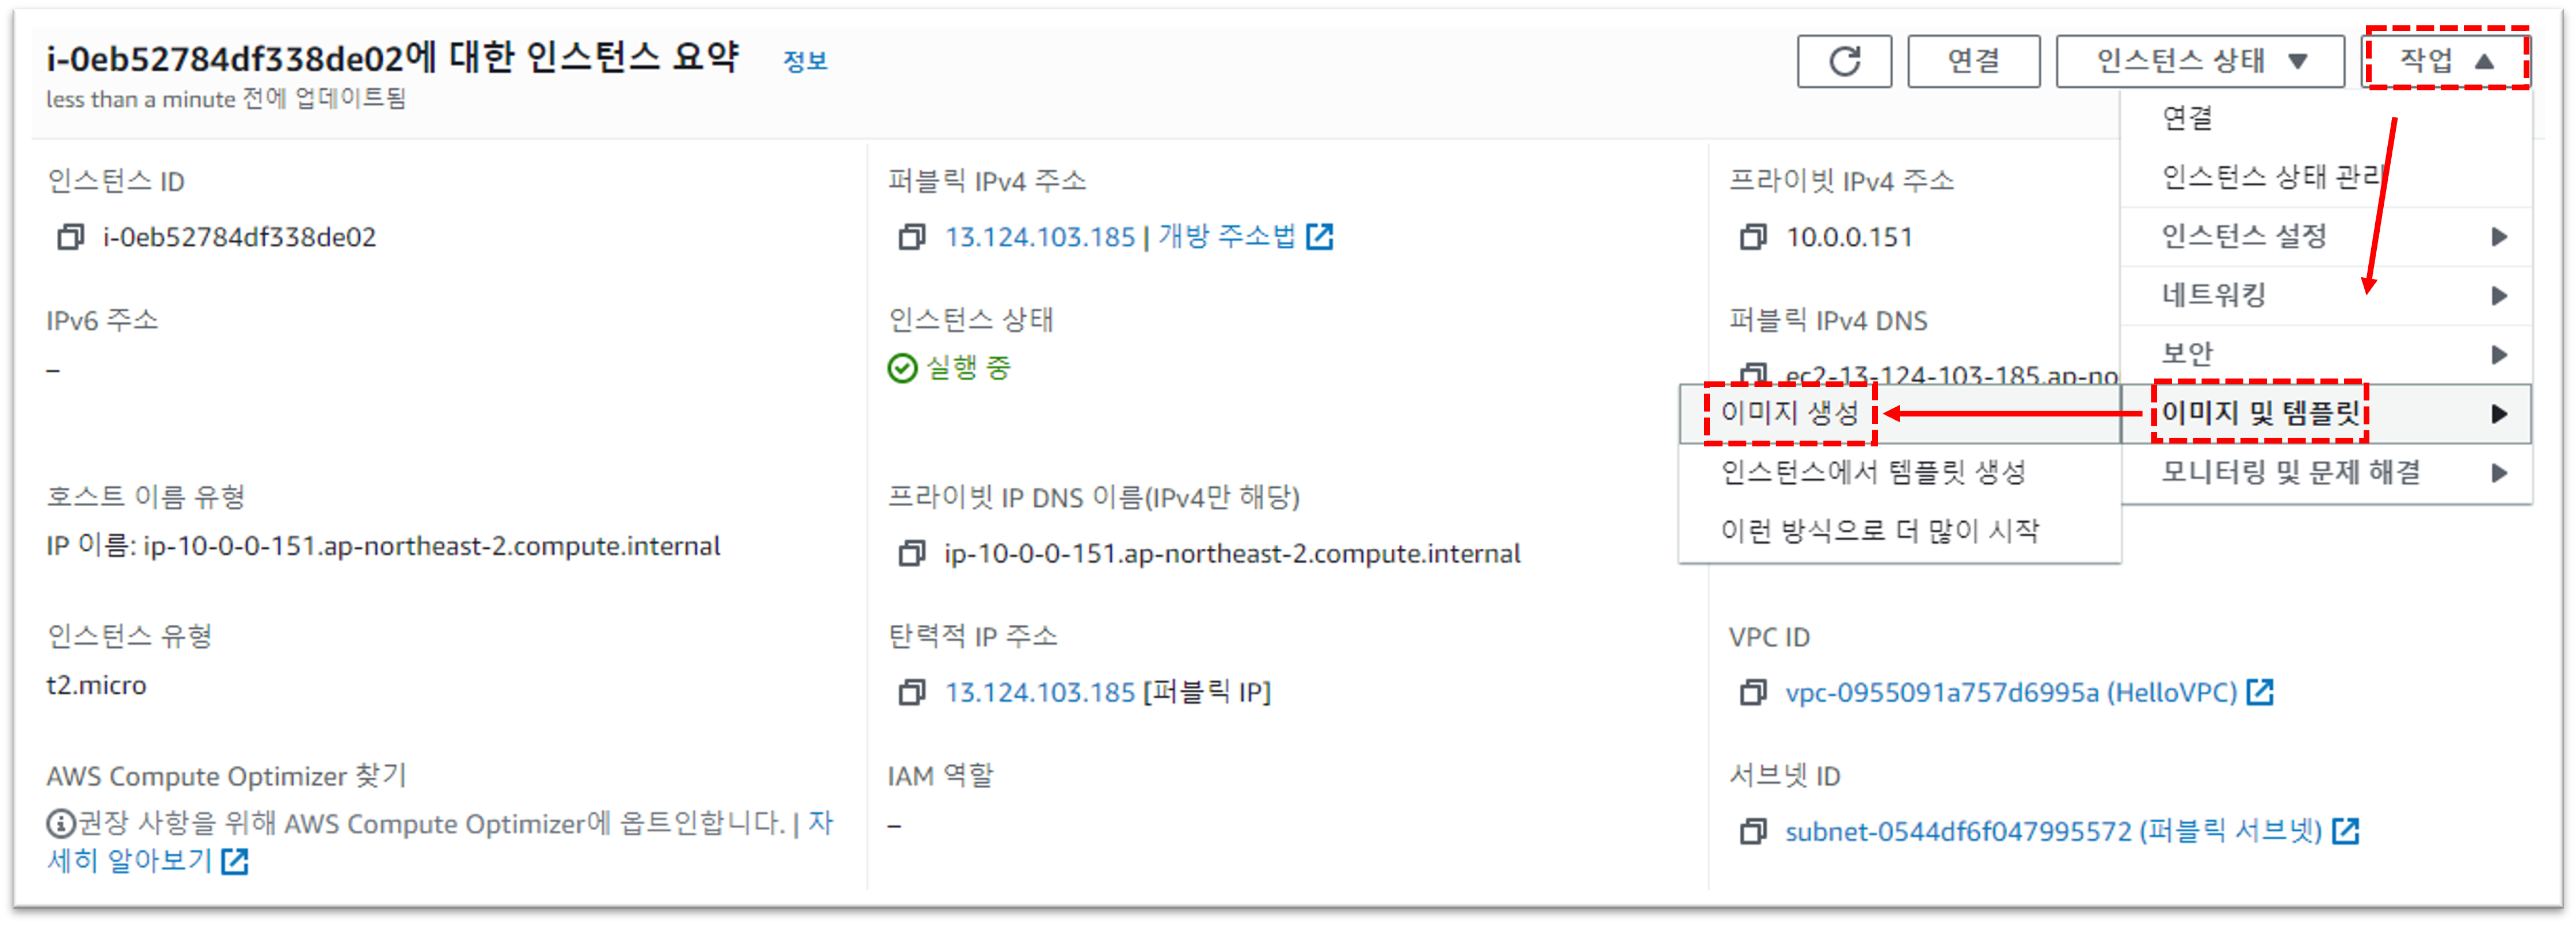 i-0eb52784df338de02에 대한 인스턴스 요약 정보
less than a minute 전에 업데이트됨
연결
인스턴스 상태 ▼
작업 ▲
연결
인스턴스 상태 관리
인스턴스 설정
네트워킹
보안
이미지 및 템플릿
모니터링 및 문제 해결
이미지 생성
인스턴스에서 템플릿 생성
이런 방식으로 더 많이 시작
인스턴스 ID
i-0eb52784df338de02
퍼블릭 IPv4 주소
13.124.103.185 | 개방 주소법
프라이빗 IPv4 주소
10.0.0.151
IPv6 주소
–
인스턴스 상태
실행 중
퍼블릭 IPv4 DNS
ec2-13-124-103-185.ap-no
호스트 이름 유형
IP 이름: ip-10-0-0-151.ap-northeast-2.compute.internal
프라이빗 IP DNS 이름(IPv4만 해당)
ip-10-0-0-151.ap-northeast-2.compute.internal
인스턴스 유형
t2.micro
탄력적 IP 주소
13.124.103.185 [퍼블릭 IP]
VPC ID
vpc-0955091a757d6995a (HelloVPC)
AWS Compute Optimizer 찾기
권장 사항을 위해 AWS Compute Optimizer에 옵트인합니다. | 자
세히 알아보기
IAM 역할
–
서브넷 ID
subnet-0544df6f047995572 (퍼블릭 서브넷)